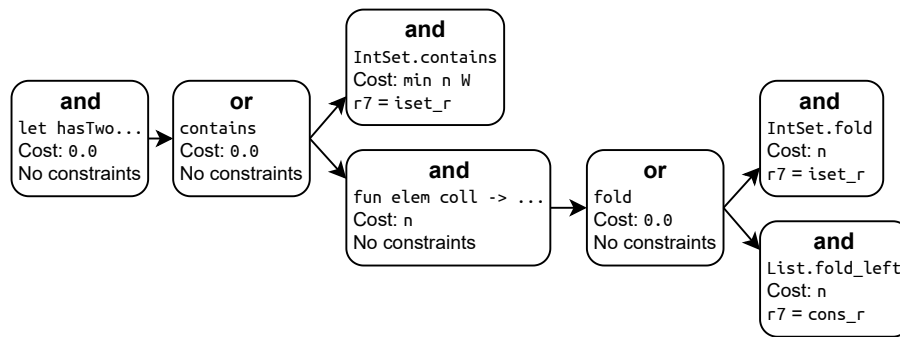 and
let hasTwo...
Cost: 0.0
No constraints
or
contains
Cost: 0.0
No constraints
and
IntSet.contains
Cost: min n W
r7 = iset_r
and
fun elem coll -> ...
Cost: n
No constraints
or
fold
Cost: 0.0
No constraints
and
IntSet.fold
Cost: n
r7 = iset_r
and
List.fold_left
Cost: n
r7 = cons_r